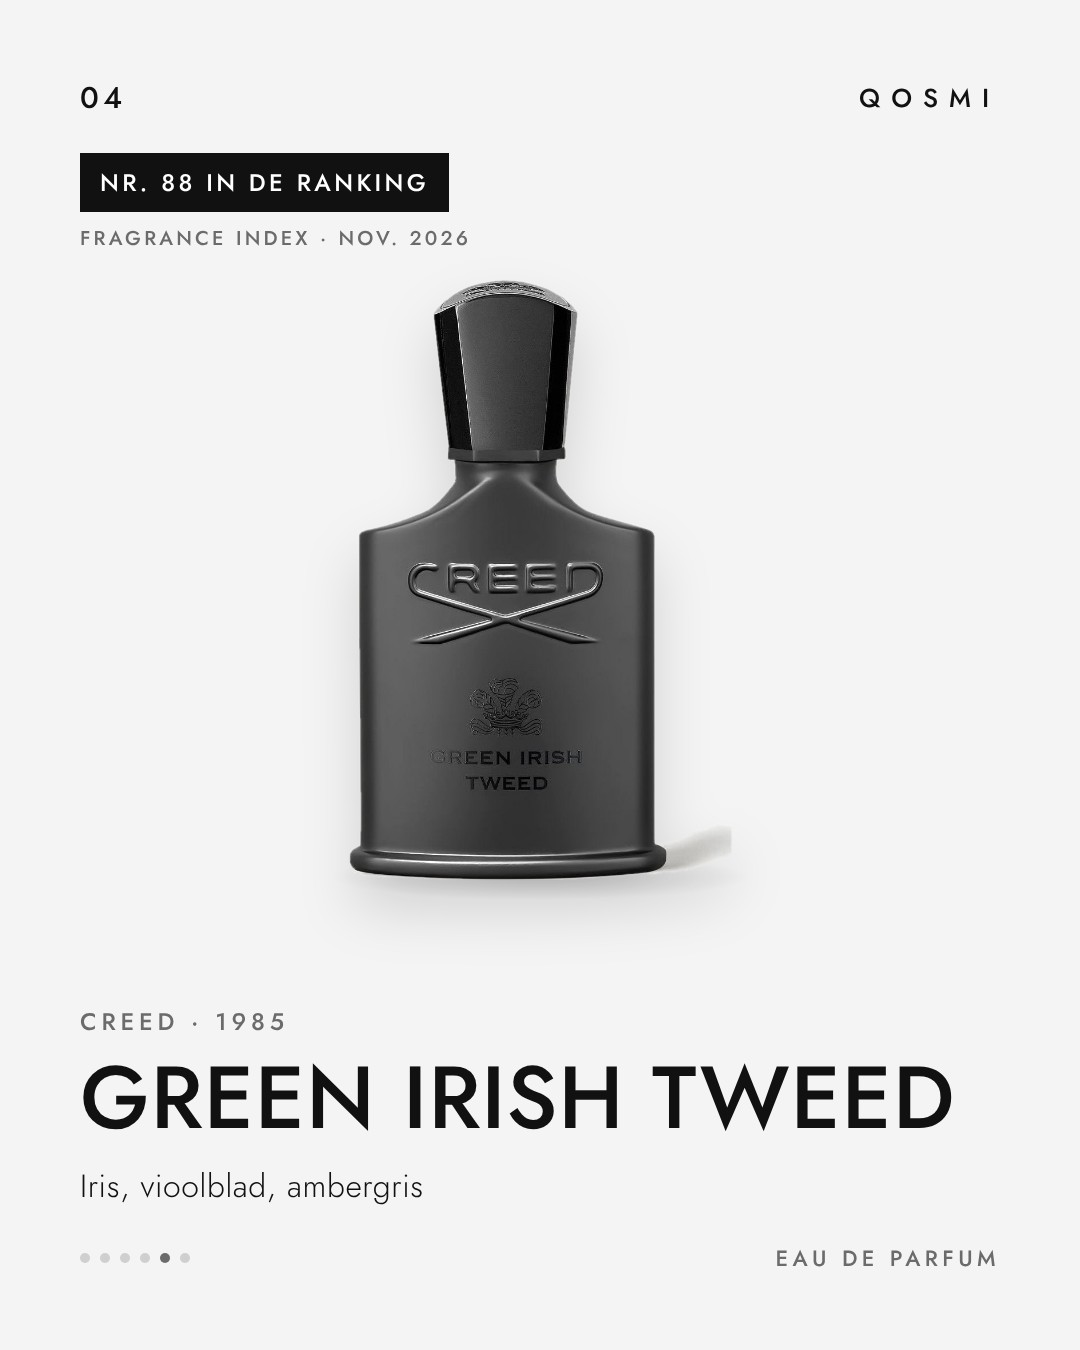 04
QOSMI
NR. 88 IN DE RANKING
FRAGRANCE INDEX · NOV. 2026
CREED
GREEN IRISH
TWEED
CREED · 1985
GREEN IRISH TWEED
Iris, vioolblad, ambergris
EAU DE PARFUM